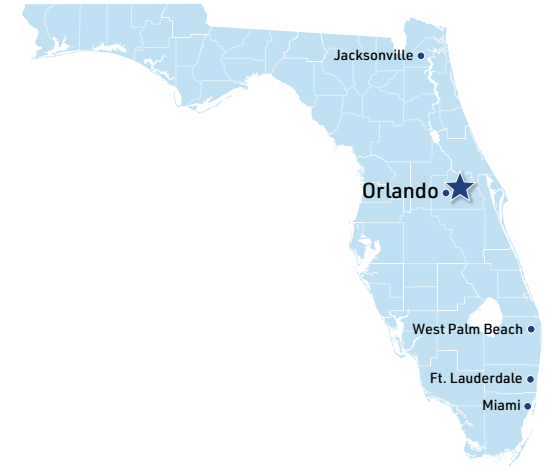 Jacksonville
Orlando
West Palm Beach
Ft. Lauderdale
Miami